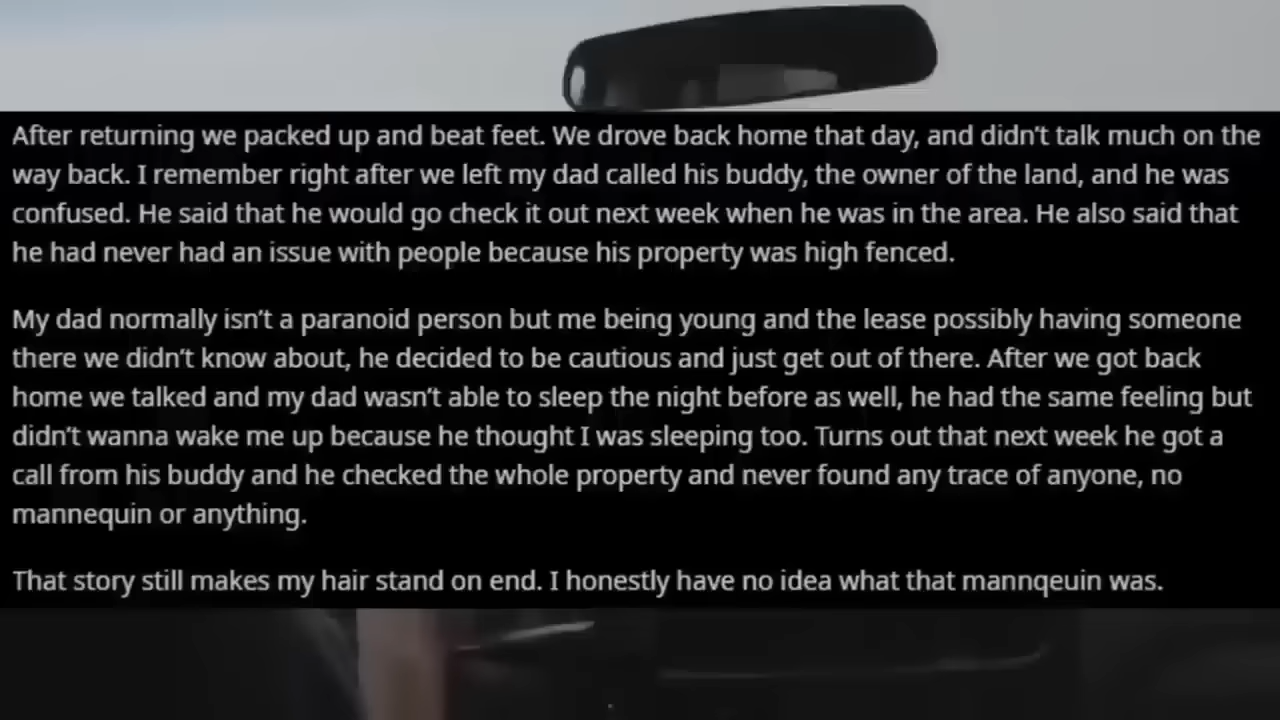 After returning we packed up and beat feet. We drove back home that day, and didn't talk much on the
way back. I remember right after we left my dad called his buddy, the owner of the land, and he was
confused. He said that he would go check it out next week when he was in the area. He also said that
he had never had an issue with people because his property was high fenced.
My dad normally isn't a paranoid person but me being young and the lease possibly having someone
there we didn't know about, he decided to be cautious and just get out of there. After we got back
home we talked and my dad wasn't able to sleep the night before as well, he had the same feeling but
didn't wanna wake me up because he thought I was sleeping too. Turns out that next week he got a
call from his buddy and he checked the whole property and never found any trace of anyone, no
mannequin or anything.
That story still makes my hair stand on end. I honestly have no idea what that mannqeuin was.